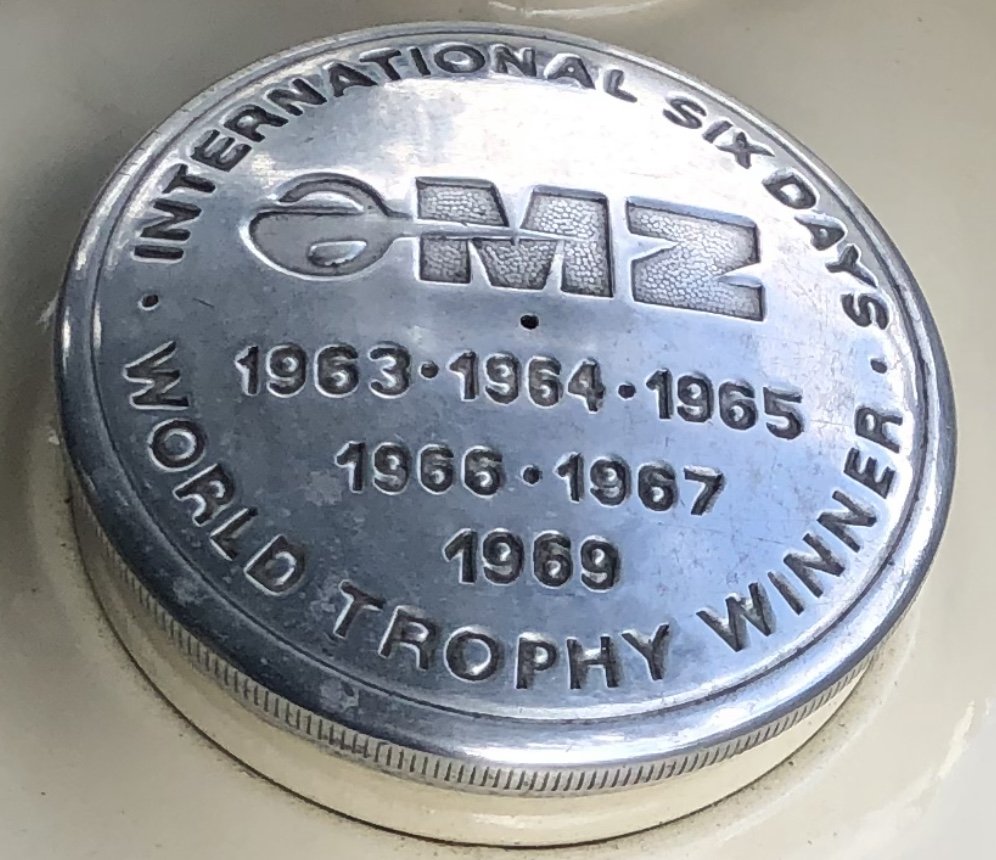 · INTERNATIONAL SIX DAYS ·
MZ
1963 · 1964 · 1965
1966 · 1967
1969
WORLD TROPHY WINNER